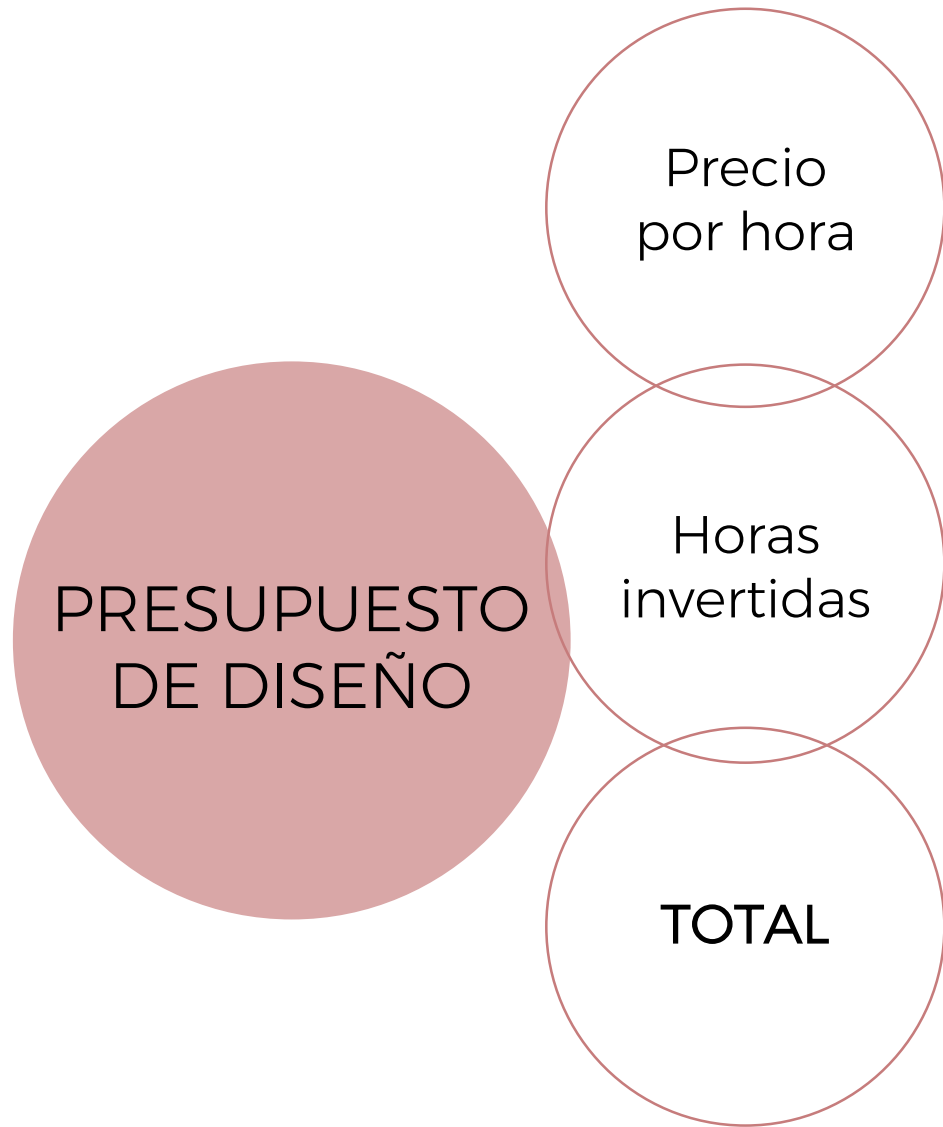 PRESUPUESTO
DE DISEÑO
Precio
por hora
Horas
invertidas
TOTAL